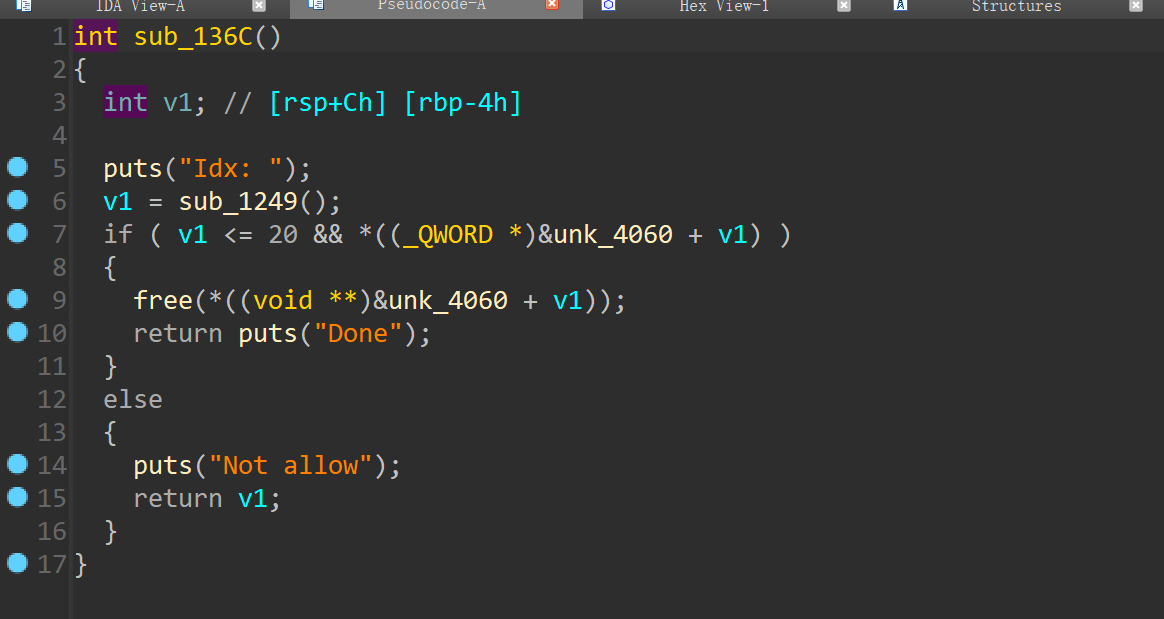 IDA View-A Pseudocode-A Hex View-1 Structures
1 int sub_136C()
2 {
3   int v1; // [rsp+Ch] [rbp-4h]
4
5   puts("Idx: ");
6   v1 = sub_1249();
7   if ( v1 <= 20 && *((_QWORD *)&unk_4060 + v1) )
8   {
9     free(*((void **)&unk_4060 + v1));
10     return puts("Done");
11   }
12   else
13   {
14     puts("Not allow");
15     return v1;
16   }
17 }